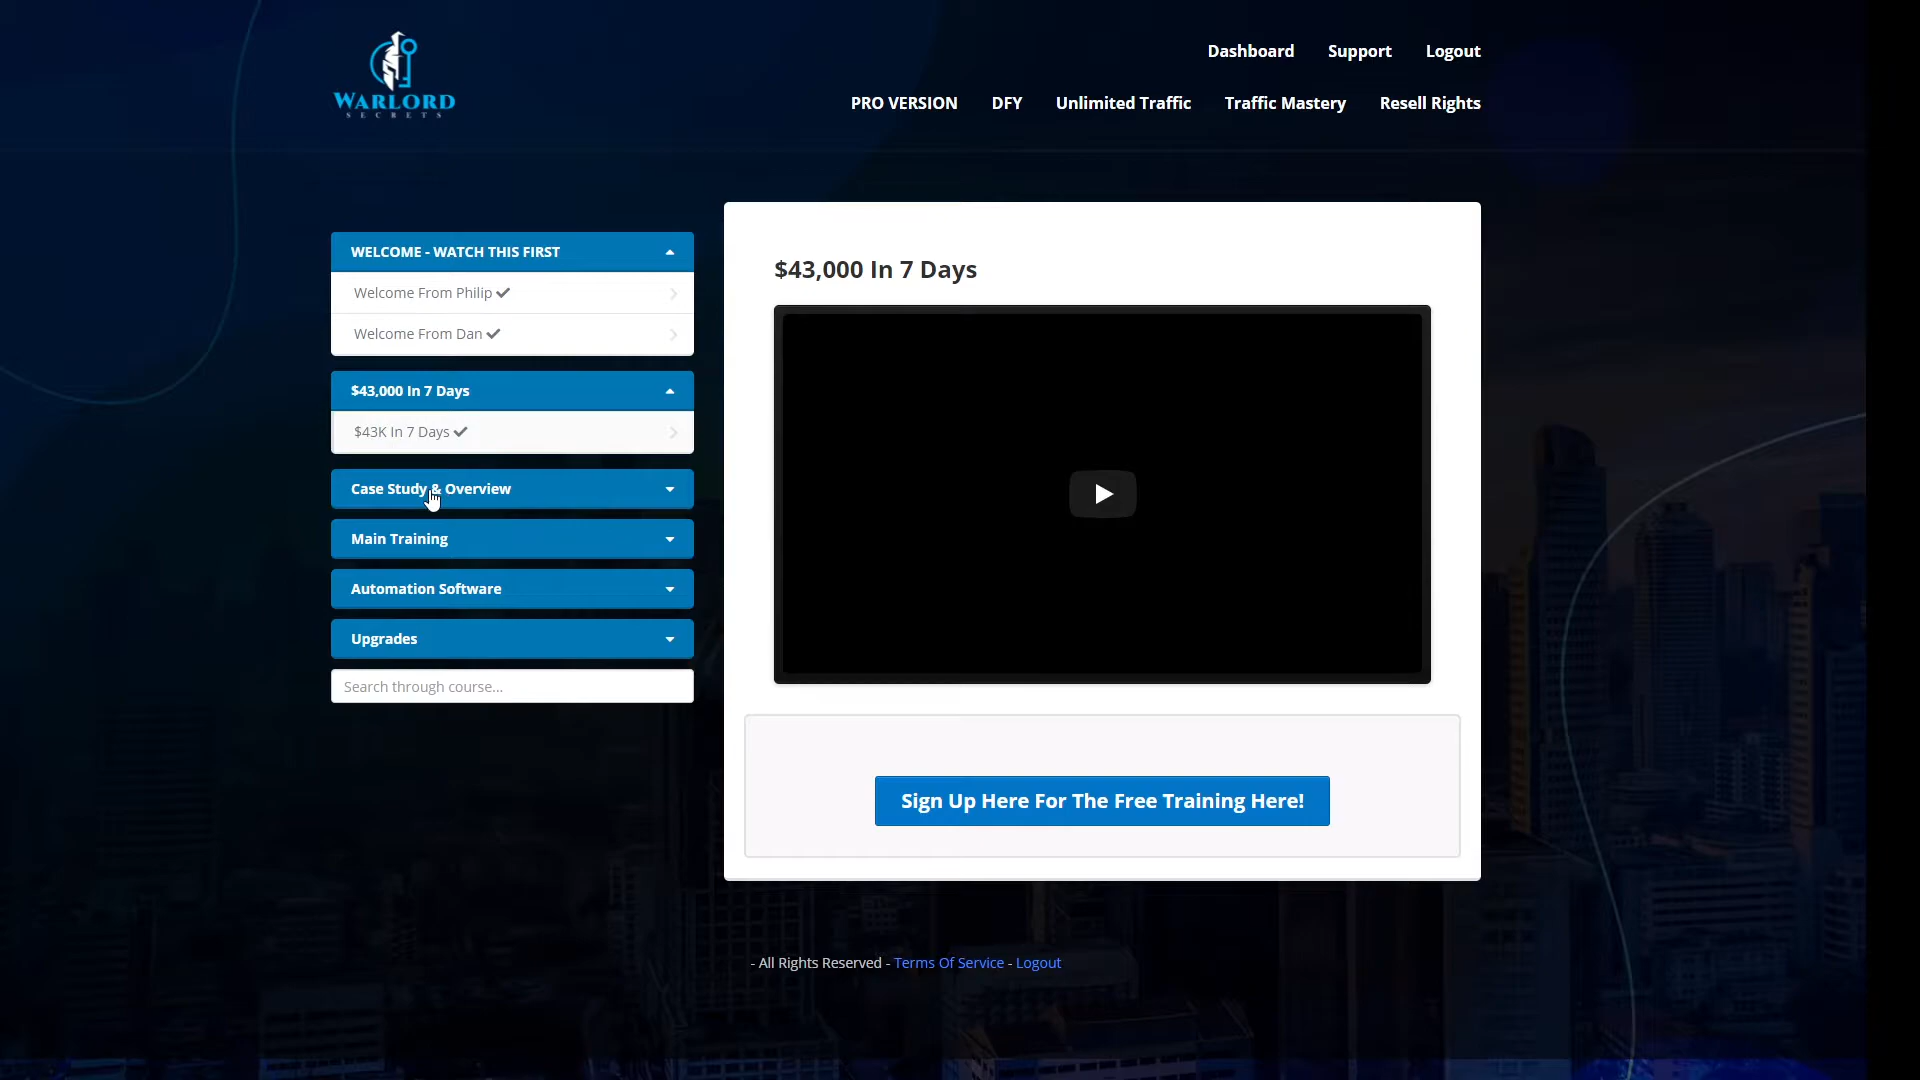 WARLORD
SECRETS
Dashboard
Support
Logout
PRO VERSION
DFY
Unlimited Traffic
Traffic Mastery
Resell Rights
WELCOME - WATCH THIS FIRST
Welcome From Philip
Welcome From Dan
$43,000 In 7 Days
$43K In 7 Days
Case Study & Overview
Main Training
Automation Software
Upgrades
Search through course...
$43,000 In 7 Days
Sign Up Here For The Free Training Here!
- All Rights Reserved - Terms Of Service - Logout